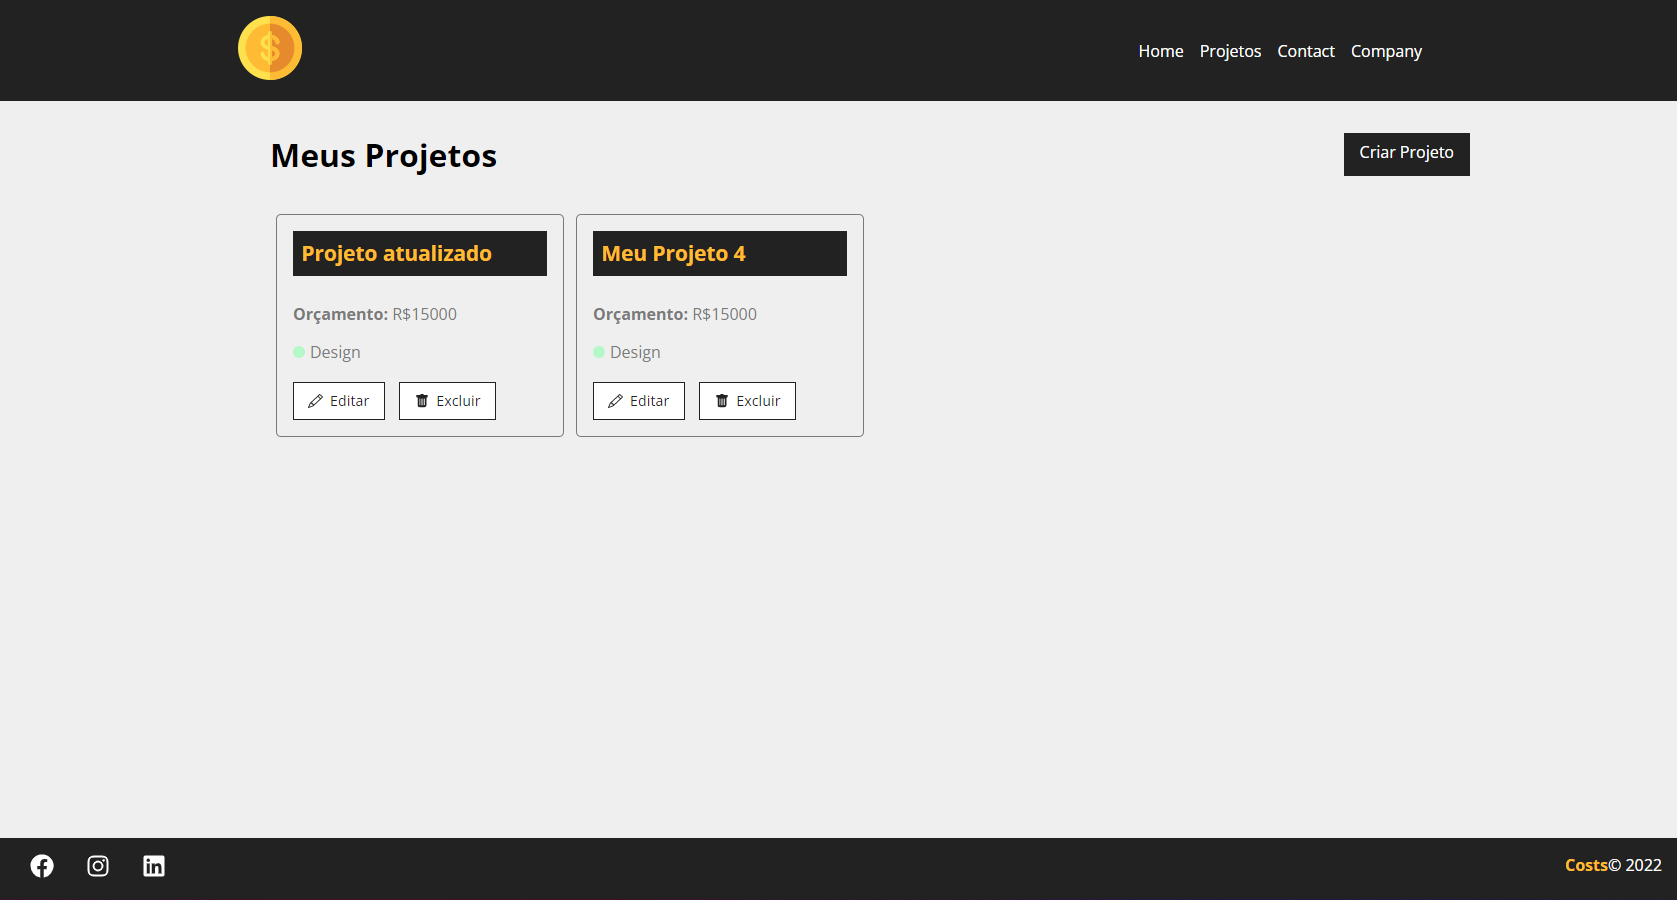 $
Home Projetos Contact Company
Meus Projetos
Criar Projeto
Projeto atualizado
Orçamento: R$15000
Design
Editar Excluir
Meu Projeto 4
Orçamento: R$15000
Design
Editar Excluir
Costs© 2022